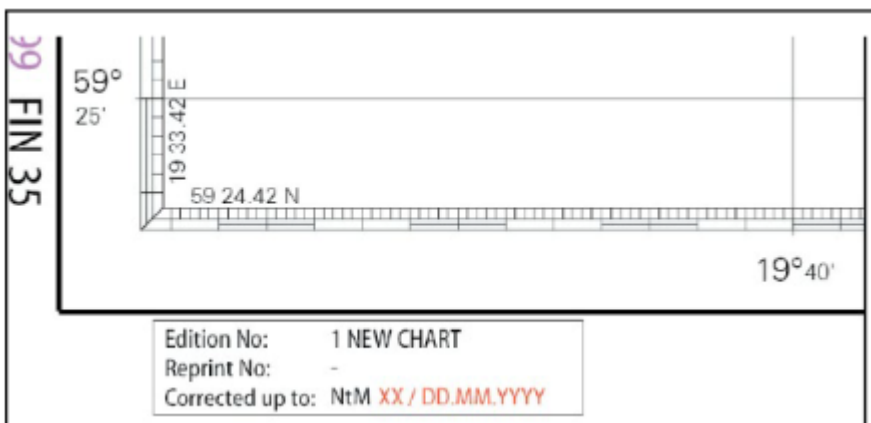 FIN 35
59°
25'
19 33.42 E
59 24.42 N
19°40'
Edition No: 1 NEW CHART
Reprint No: -
Corrected up to: NtM XX / DD.MM.YYYY